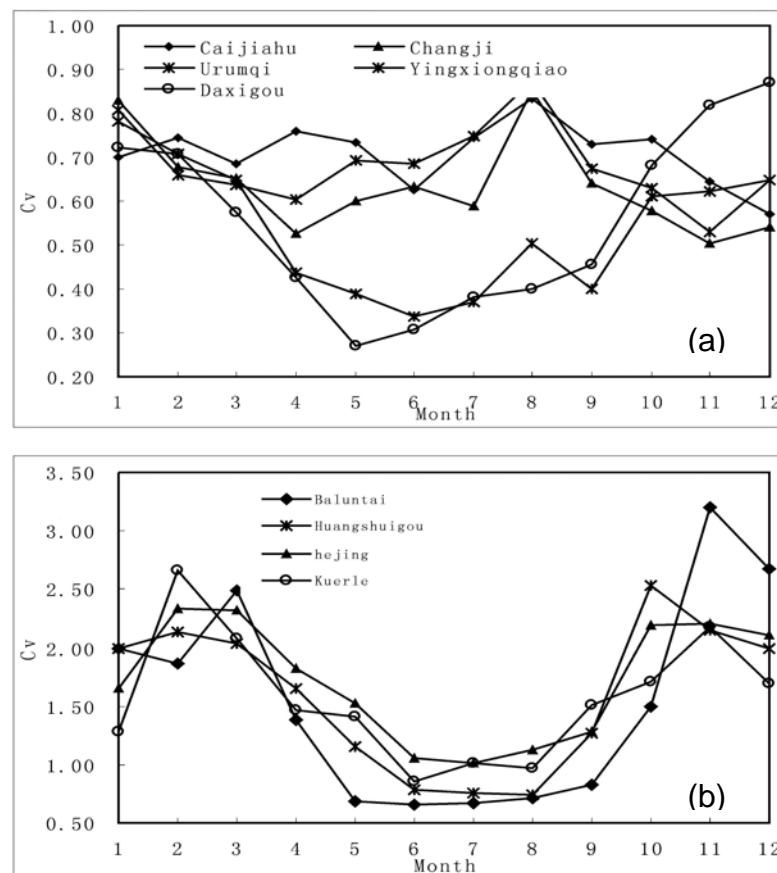 1.00
Caijiahu Changji
0.90
Urumqi Yingxiongqiao
Daxigou
0.80
0.70
Cv
0.60
0.50
0.40
(a)
0.30
0.20
1 2 3 4 5 6 7 8 9 10 11 12
Month
3.50
Baluntai
3.00
Huangshuigou
hejing
2.50
Kuerle
2.00
Cv
1.50
1.00
(b)
0.50
1 2 3 4 5 6 7 8 9 10 11 12
Month